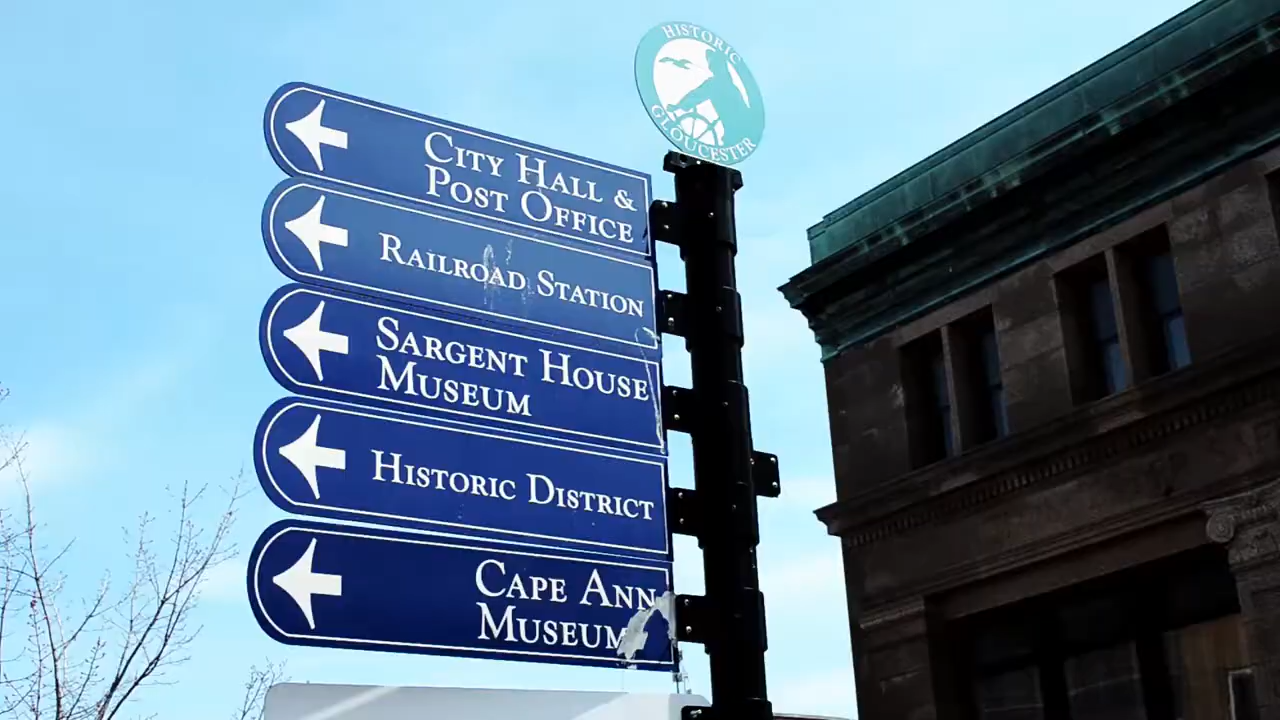 HISTORIC
GLOUCESTER
CITY HALL &
POST OFFICE
RAILROAD STATION
SARGENT HOUSE
MUSEUM
HISTORIC DISTRICT
CAPE ANN
MUSEUM